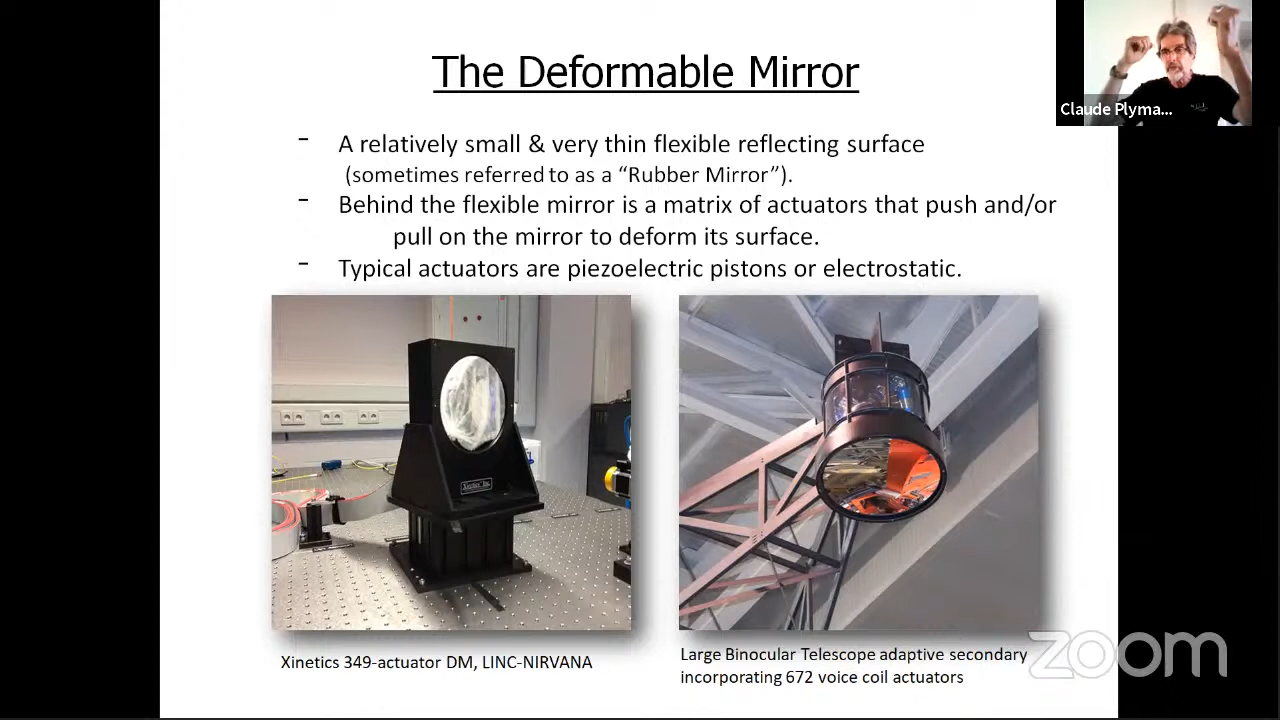 The Deformable Mirror
Claude Plyma...
- A relatively small & very thin flexible reflecting surface
(sometimes referred to as a “Rubber Mirror”).
- Behind the flexible mirror is a matrix of actuators that push and/or
pull on the mirror to deform its surface.
- Typical actuators are piezoelectric pistons or electrostatic.
Xinetics Inc.
Xinetics 349-actuator DM, LINC-NIRVANA
Large Binocular Telescope adaptive secondary
incorporating 672 voice coil actuators
zoom